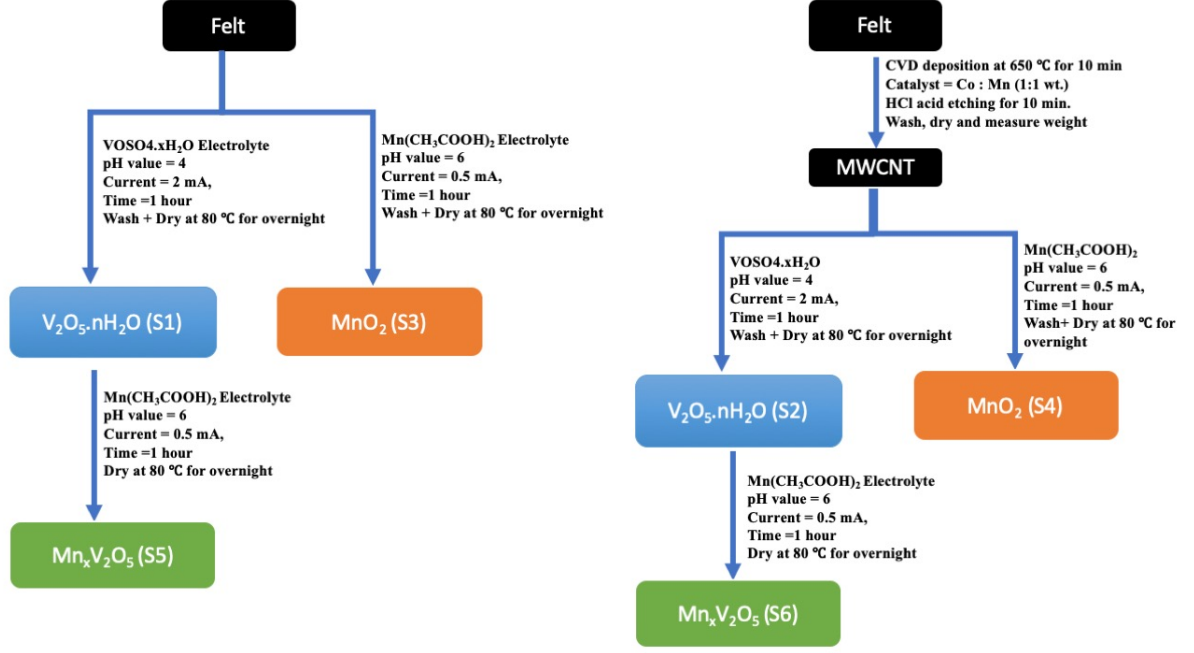 Felt
VOSO4.xH₂O Electrolyte
pH value = 4
Current = 2 mA,
Time =1 hour
Wash + Dry at 80 ℃ for overnight
Mn(CH₃COOH)₂ Electrolyte
pH value = 6
Current = 0.5 mA,
Time =1 hour
Wash + Dry at 80 ℃ for overnight
V₂O₅.nH₂O (S1)
MnO₂ (S3)
Mn(CH₃COOH)₂ Electrolyte
pH value = 6
Current = 0.5 mA,
Time =1 hour
Dry at 80 ℃ for overnight
MnₓV₂O₅ (S5)
Felt
CVD deposition at 650 ℃ for 10 min
Catalyst = Co : Mn (1:1 wt.)
HCl acid etching for 10 min.
Wash, dry and measure weight
MWCNT
VOSO4.xH₂O
pH value = 4
Current = 2 mA,
Time =1 hour
Wash + Dry at 80 ℃ for overnight
Mn(CH₃COOH)₂
pH value = 6
Current = 0.5 mA,
Time =1 hour
Wash+ Dry at 80 ℃ for
overnight
V₂O₅.nH₂O (S2)
MnO₂ (S4)
Mn(CH₃COOH)₂ Electrolyte
pH value = 6
Current = 0.5 mA,
Time =1 hour
Dry at 80 ℃ for overnight
MnₓV₂O₅ (S6)